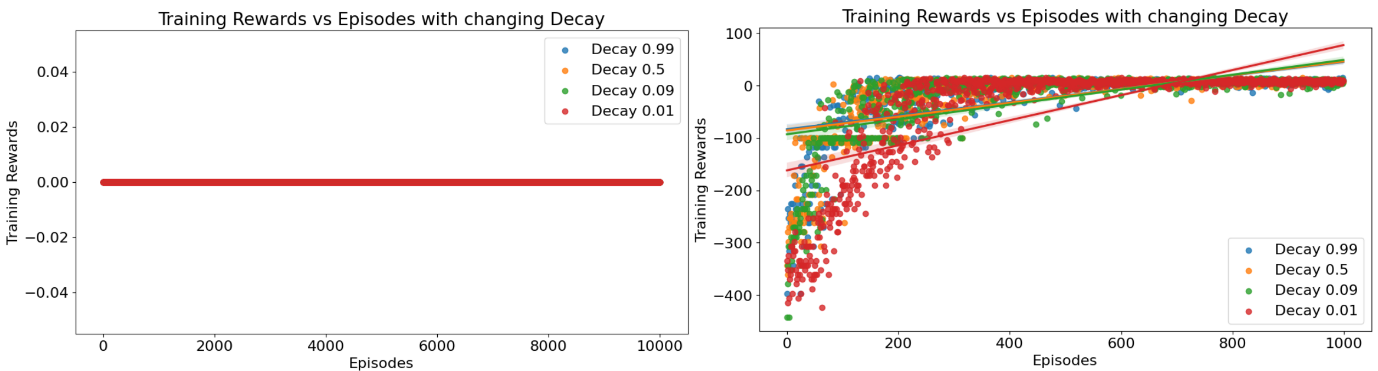 Training Rewards vs Episodes with changing Decay
Training Rewards
0.04
0.02
0.00
−0.02
−0.04
Decay 0.99
Decay 0.5
Decay 0.09
Decay 0.01
0 2000 4000 6000 8000 10000
Episodes
Training Rewards vs Episodes with changing Decay
Training Rewards
100
0
−100
−200
−300
−400
Decay 0.99
Decay 0.5
Decay 0.09
Decay 0.01
0 200 400 600 800 1000
Episodes